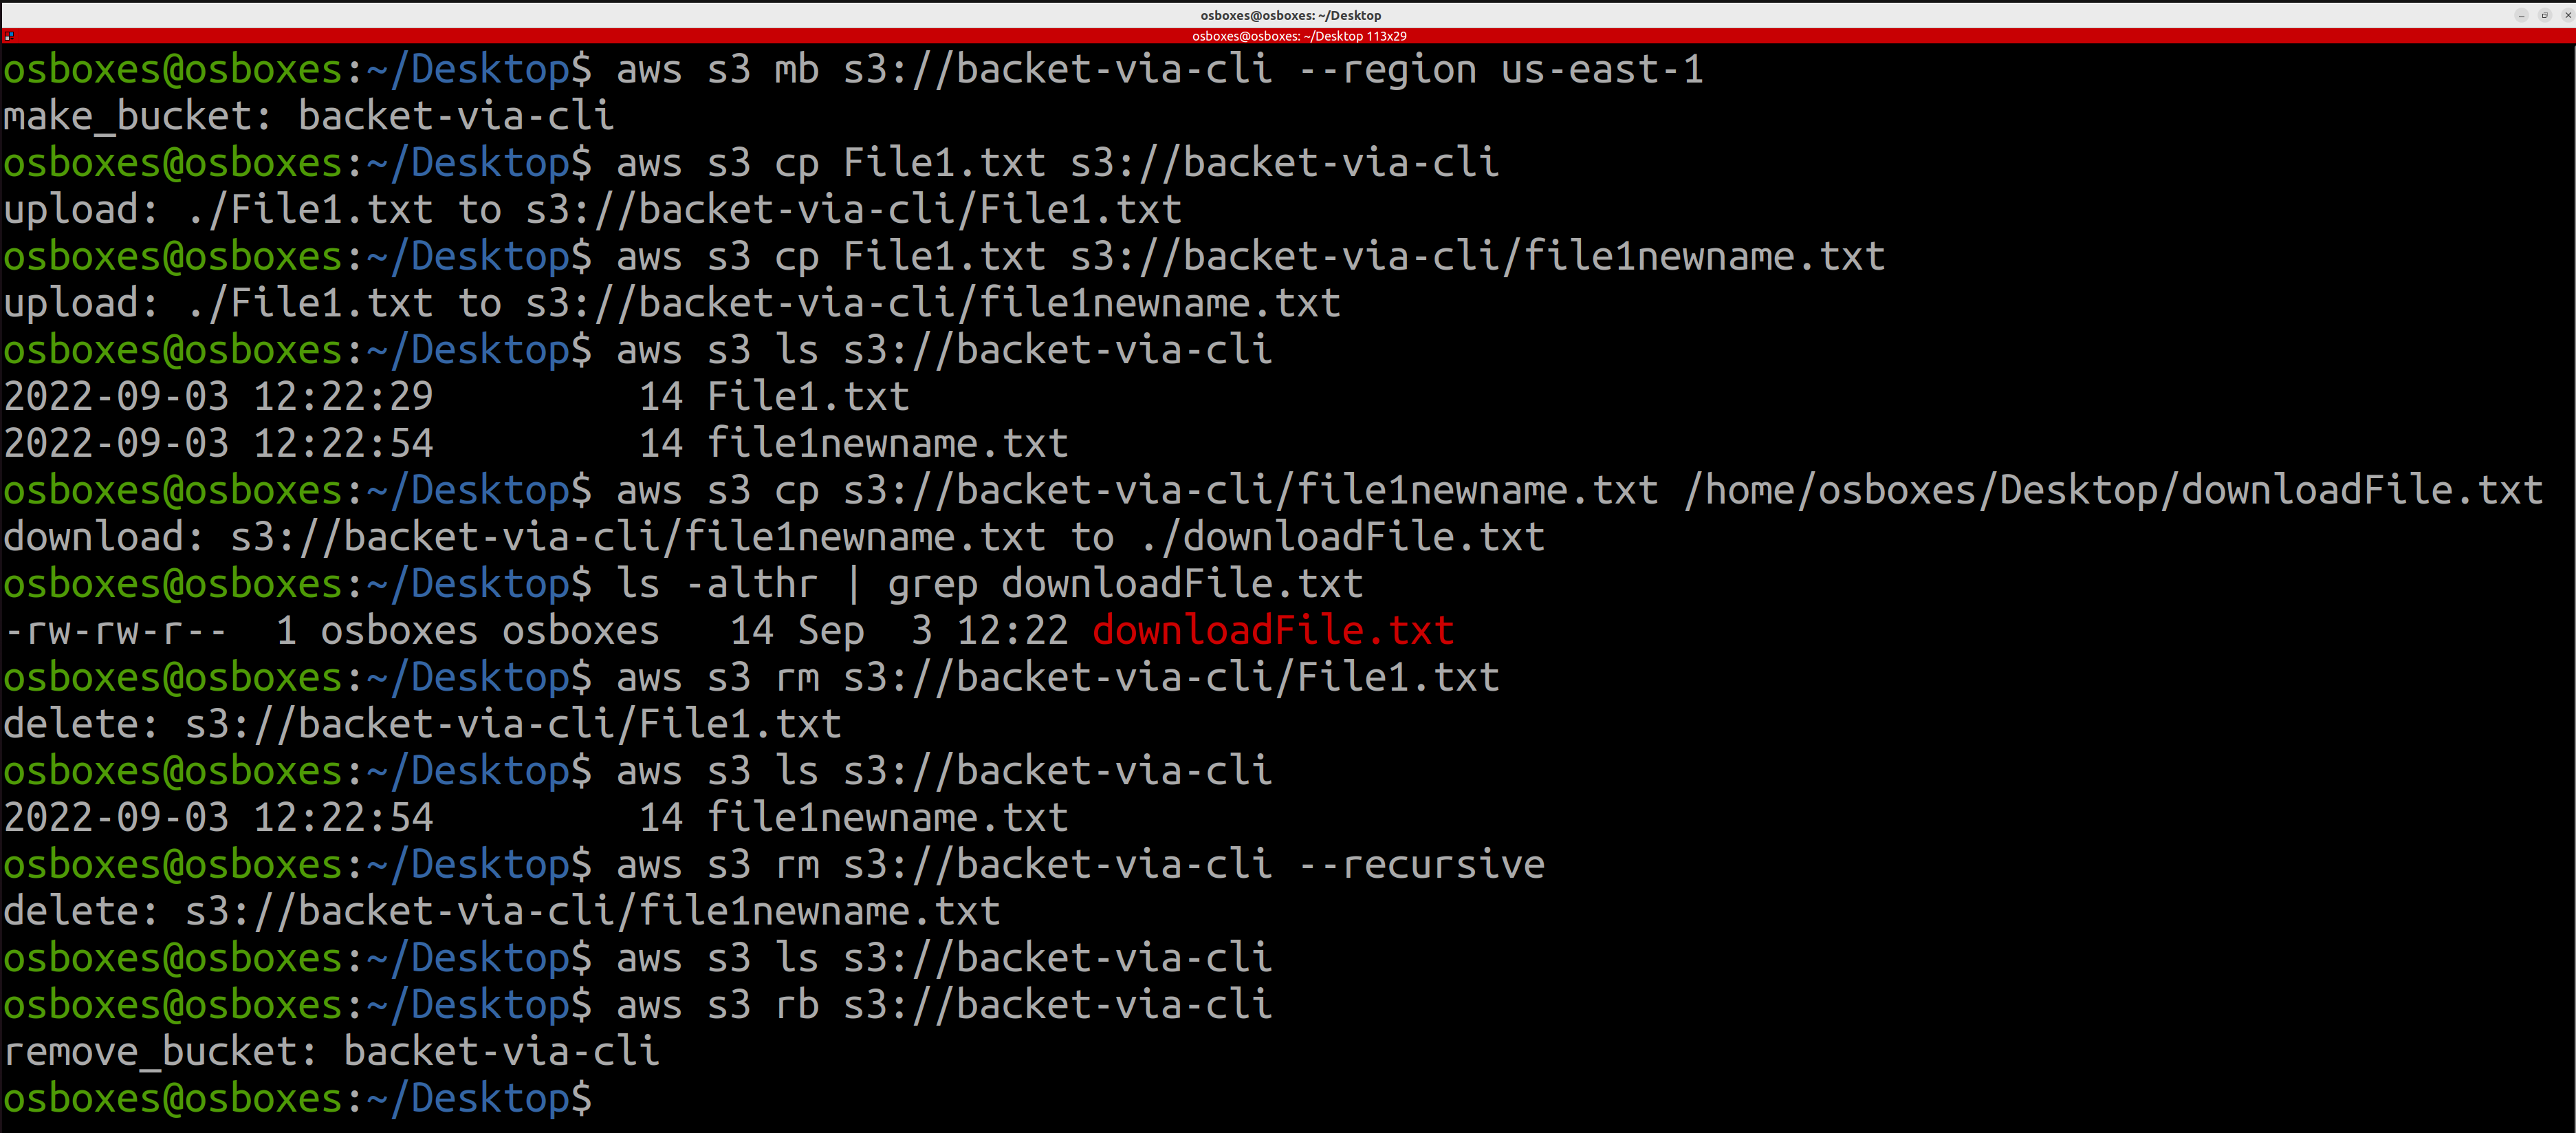 osboxes@osboxes: ~/Desktop
osboxes@osboxes: ~/Desktop 113x29
osboxes@osboxes:~/Desktop$ aws s3 mb s3://backet-via-cli --region us-east-1
make_bucket: backet-via-cli
osboxes@osboxes:~/Desktop$ aws s3 cp File1.txt s3://backet-via-cli
upload: ./File1.txt to s3://backet-via-cli/File1.txt
osboxes@osboxes:~/Desktop$ aws s3 cp File1.txt s3://backet-via-cli/file1newname.txt
upload: ./File1.txt to s3://backet-via-cli/file1newname.txt
osboxes@osboxes:~/Desktop$ aws s3 ls s3://backet-via-cli
2022-09-03 12:22:29         14 File1.txt
2022-09-03 12:22:54         14 file1newname.txt
osboxes@osboxes:~/Desktop$ aws s3 cp s3://backet-via-cli/file1newname.txt /home/osboxes/Desktop/downloadFile.txt
download: s3://backet-via-cli/file1newname.txt to ./downloadFile.txt
osboxes@osboxes:~/Desktop$ ls -althr | grep downloadFile.txt
-rw-rw-r--  1 osboxes osboxes   14 Sep  3 12:22 downloadFile.txt
osboxes@osboxes:~/Desktop$ aws s3 rm s3://backet-via-cli/File1.txt
delete: s3://backet-via-cli/File1.txt
osboxes@osboxes:~/Desktop$ aws s3 ls s3://backet-via-cli
2022-09-03 12:22:54         14 file1newname.txt
osboxes@osboxes:~/Desktop$ aws s3 rm s3://backet-via-cli --recursive
delete: s3://backet-via-cli/file1newname.txt
osboxes@osboxes:~/Desktop$ aws s3 ls s3://backet-via-cli
osboxes@osboxes:~/Desktop$ aws s3 rb s3://backet-via-cli
remove_bucket: backet-via-cli
osboxes@osboxes:~/Desktop$